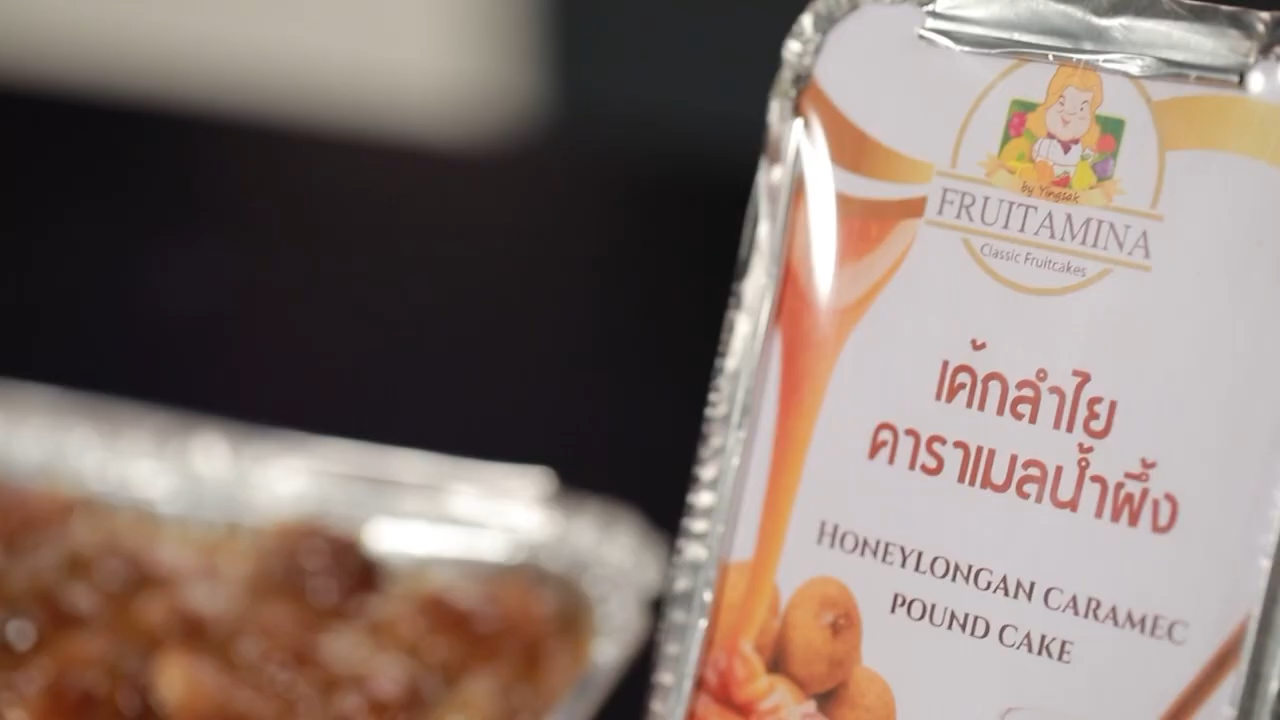 by Yingsak
FRUITAMINA
Classic Fruitcakes
เค้กลำไย
คาราเมลน้ำผึ้ง
HONEYLONGAN CARAMEC
POUND CAKE